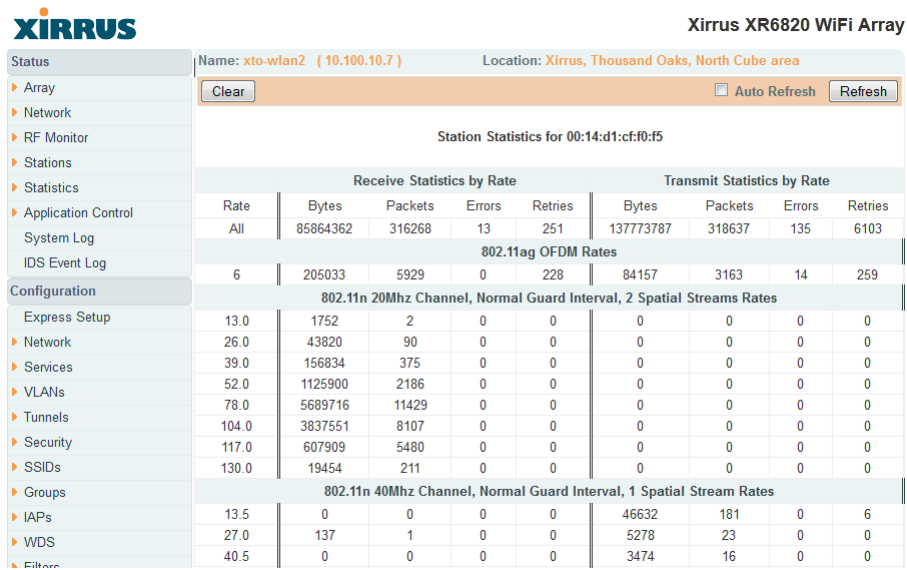 XIRRUS
Xirrus XR6820 WiFi Array
Status
Array
Network
RF Monitor
Stations
Statistics
Application Control
System Log
IDS Event Log
Configuration
Express Setup
Network
Services
VLANs
Tunnels
Security
SSIDs
Groups
IAPs
WDS
Filters
Name: xto-wlan2 ( 10.100.10.7 ) Location: Xirrus, Thousand Oaks, North Cube area
Clear Auto Refresh Refresh
Station Statistics for 00:14:d1:cf:f0:f5
Receive Statistics by Rate Transmit Statistics by Rate
Rate Bytes Packets Errors Retries Bytes Packets Errors Retries
All 85864362 316268 13 251 137773787 318637 135 6103
802.11ag OFDM Rates
6 205033 5929 0 228 84157 3163 14 259
802.11n 20Mhz Channel, Normal Guard Interval, 2 Spatial Streams Rates
13.0 1752 2 0 0 0 0 0 0
26.0 43820 90 0 0 0 0 0 0
39.0 156834 375 0 0 0 0 0 0
52.0 1125900 2186 0 0 0 0 0 0
78.0 5689716 11429 0 0 0 0 0 0
104.0 3837551 8107 0 0 0 0 0 0
117.0 607909 5480 0 0 0 0 0 0
130.0 19454 211 0 0 0 0 0 0
802.11n 40Mhz Channel, Normal Guard Interval, 1 Spatial Stream Rates
13.5 0 0 0 0 46632 181 0 6
27.0 137 1 0 0 5278 23 0 0
40.5 0 0 0 0 3474 16 0 0